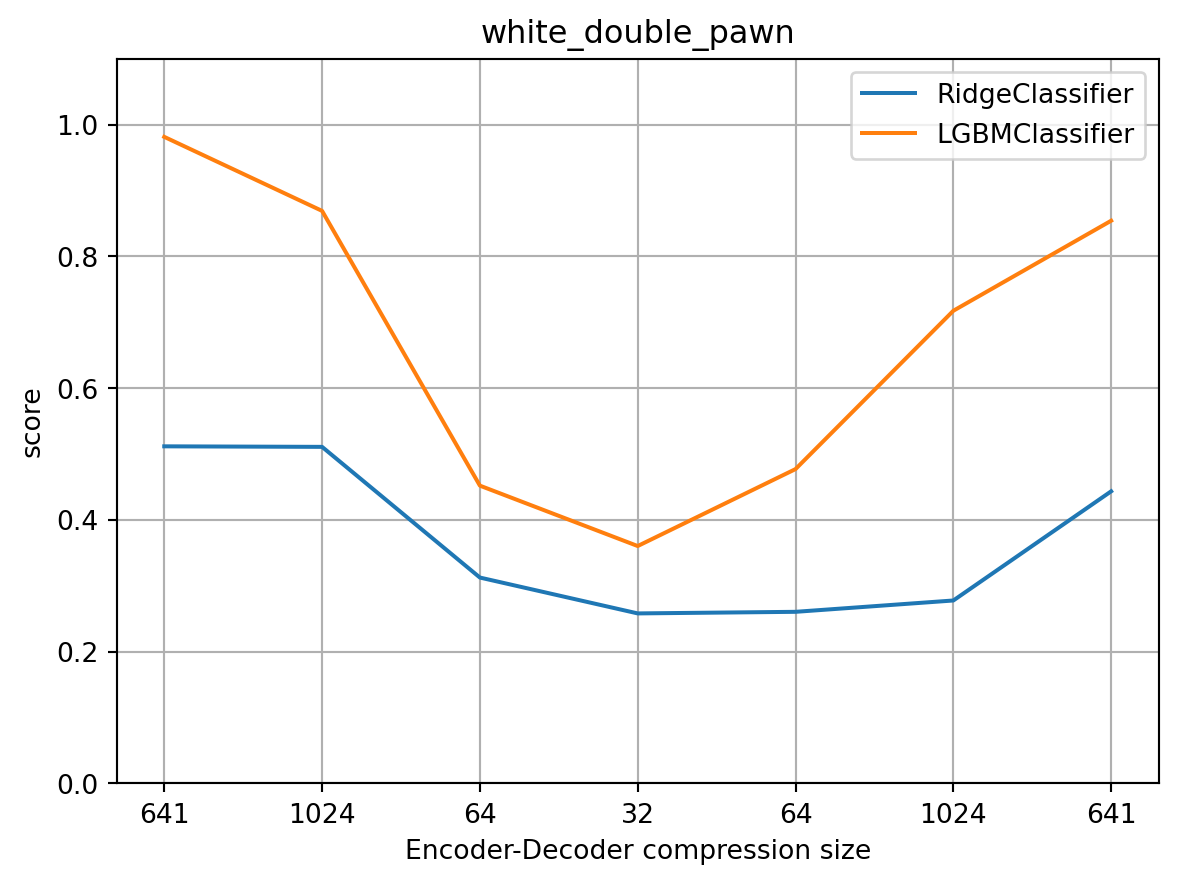 white_double_pawn
RidgeClassifier
LGBMClassifier
1.0
0.8
0.6
0.4
0.2
0.0
score
641 1024 64 32 64 1024 641
Encoder-Decoder compression size